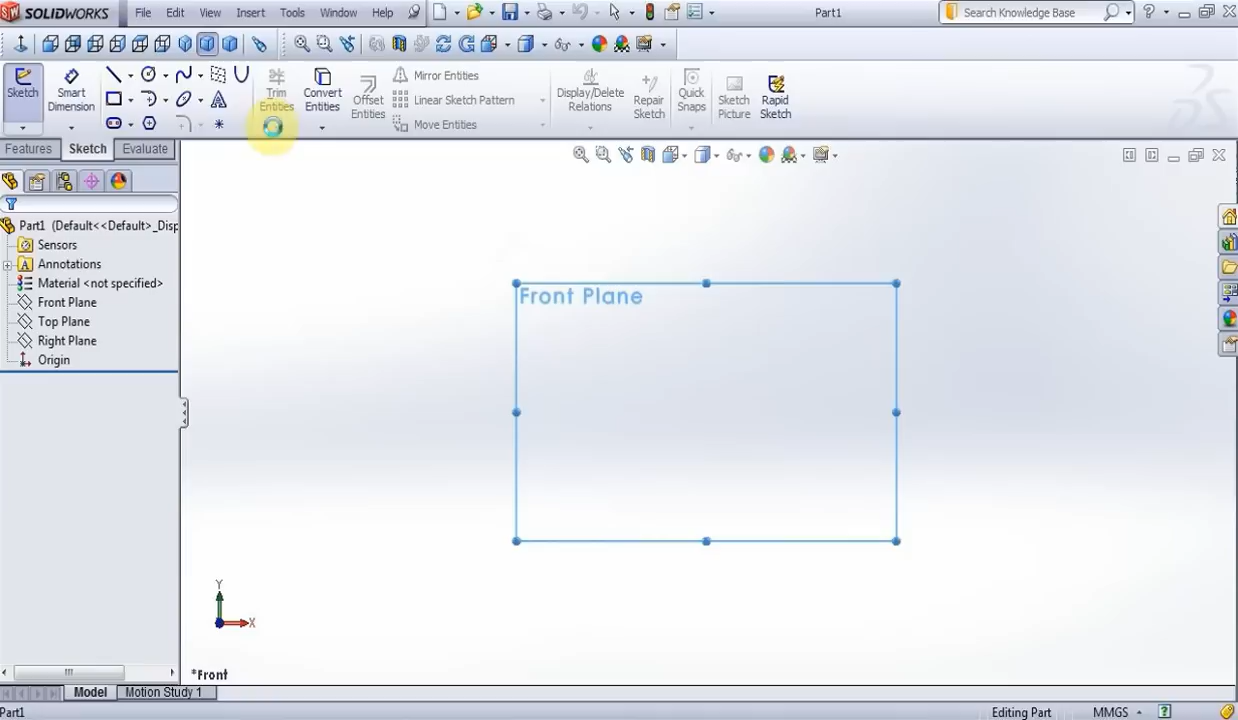 SOLIDWORKS File Edit View Insert Tools Window Help Part1 Search Knowledge Base
Sketch Smart Dimension Trim Entities Convert Entities Offset Entities Mirror Entities Linear Sketch Pattern Move Entities Display/Delete Relations Repair Sketch Quick Snaps Sketch Picture Rapid Sketch
Features Sketch Evaluate
Part1 (Default<<Default>_Disp
Sensors
Annotations
Material <not specified>
Front Plane
Top Plane
Right Plane
Origin
Front Plane
Y
X
*Front
Model Motion Study 1
Part1 Editing Part MMGS